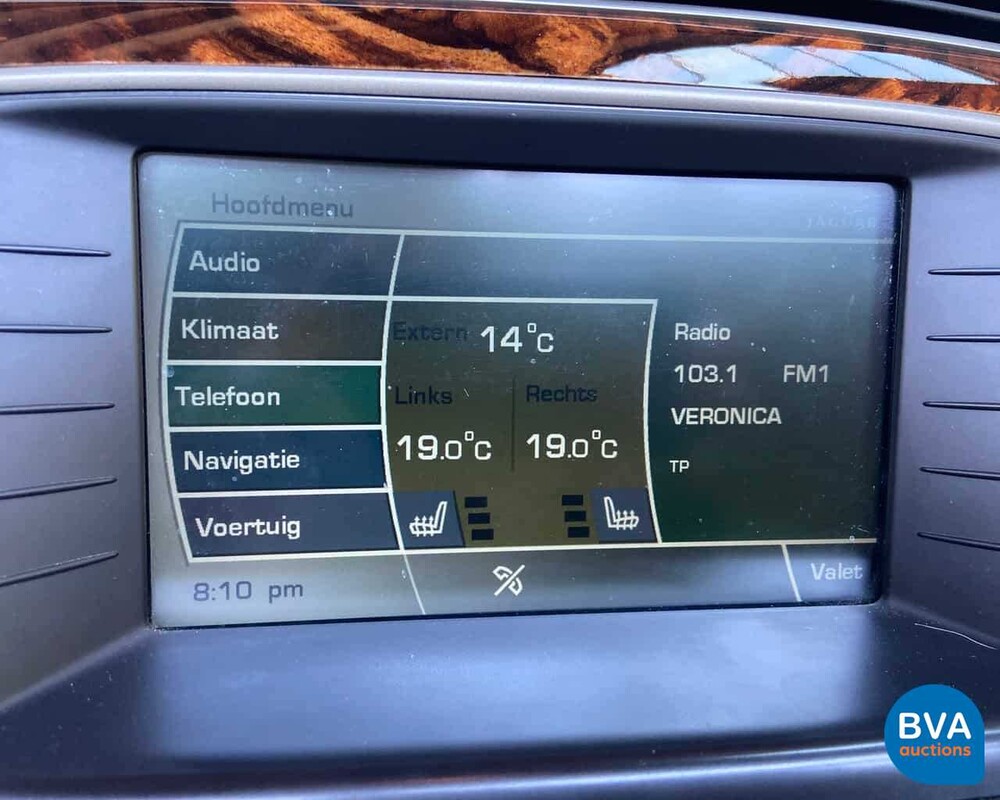 Hoofdmenu
JAGUAR
Audio
Klimaat
Telefoon
Navigatie
Voertuig
Extern 14°C
Links Rechts
19.0°C 19.0°C
Radio
103.1 FM1
VERONICA
TP
8:10 pm
Valet
BVA
auctions